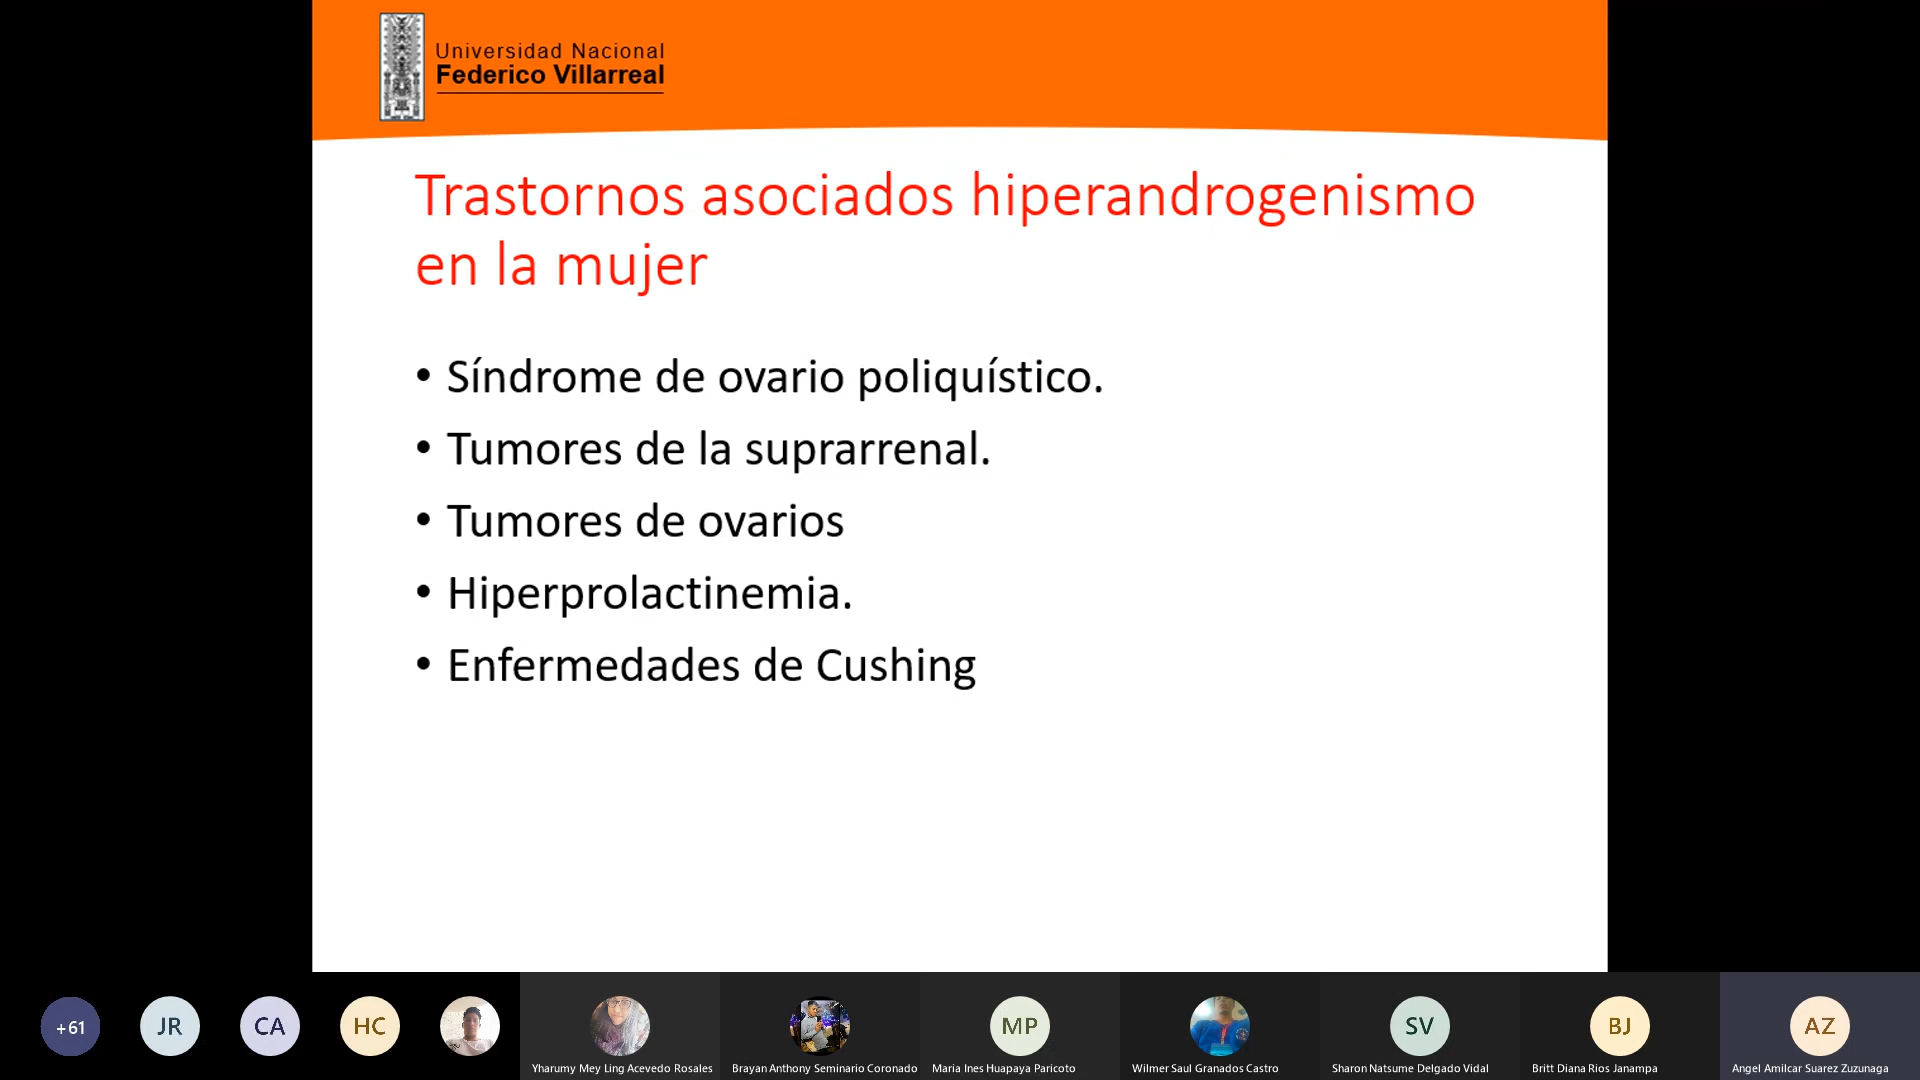 Universidad Nacional
Federico Villarreal
Trastornos asociados hiperandrogenismo
en la mujer
• Síndrome de ovario poliquístico.
• Tumores de la suprarrenal.
• Tumores de ovarios
• Hiperprolactinemia.
• Enfermedades de Cushing
+61
JR
CA
HC
MP
SV
BJ
AZ
Yharumy Mey Ling Acevedo Rosales
Brayan Anthony Seminario Coronado
Maria Ines Huapaya Paricoto
Wilmer Saul Granados Castro
Sharon Natsume Delgado Vidal
Britt Diana Rios Janampa
Angel Amilcar Suarez Zuzunaga